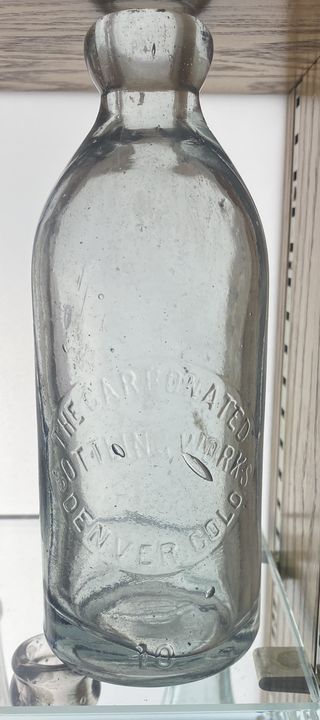 THE CARBONATED
BOTTLING WORKS
DENVER COLO